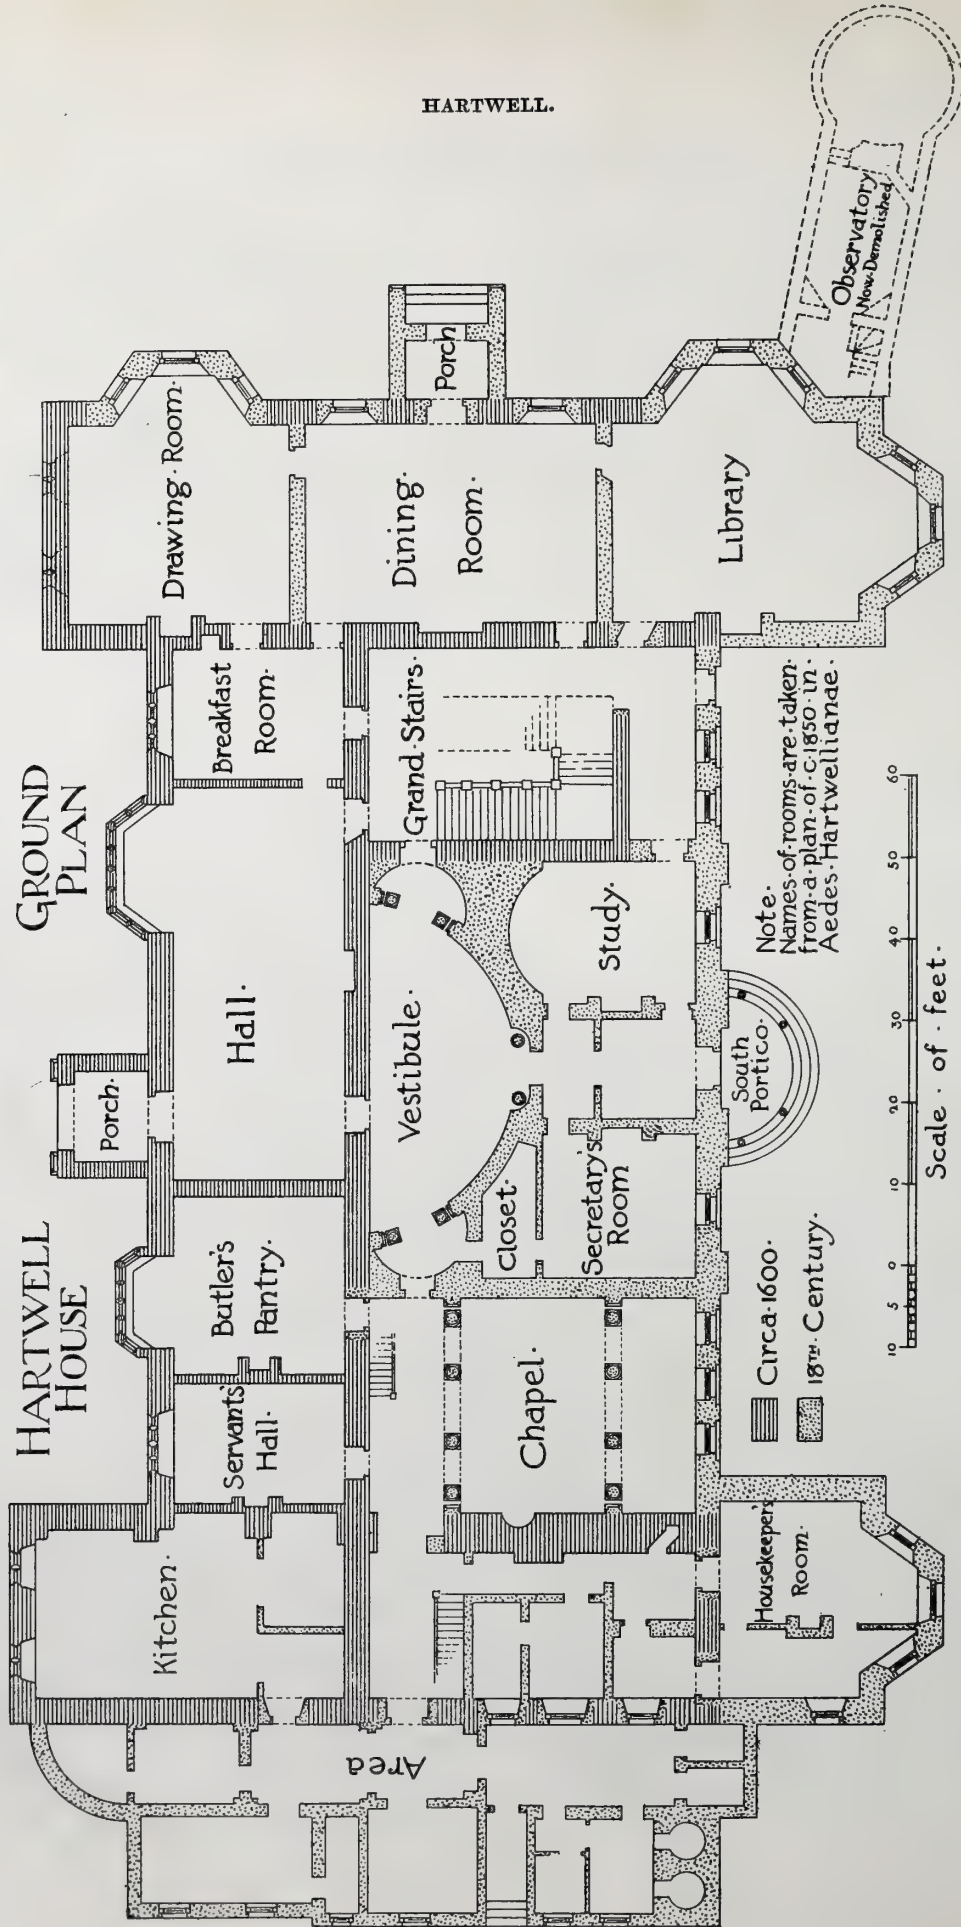 HARTWELL.
HARTWELL
HOUSE
GROUND
PLAN
Kitchen.
Servants'
Hall.
Butler's
Pantry.
Porch.
Hall.
Breakfast
Room.
Drawing. Room.
Area
Chapel.
Closet.
Secretary's
Room
Vestibule.
Study.
Grand.Stairs.
Dining.
Room.
Porch
Library
Observatory
Now.Demolished
Housekeeper's
Room.
South
Portico.
Circa.1600.
18TH. Century.
Note.
Names.of.rooms.are.taken.
from.a.plan.of.c.1850.in.
Aedes.Hartwellianae.
10 5 0 10 20 30 40 50 60
Scale . of . feet.